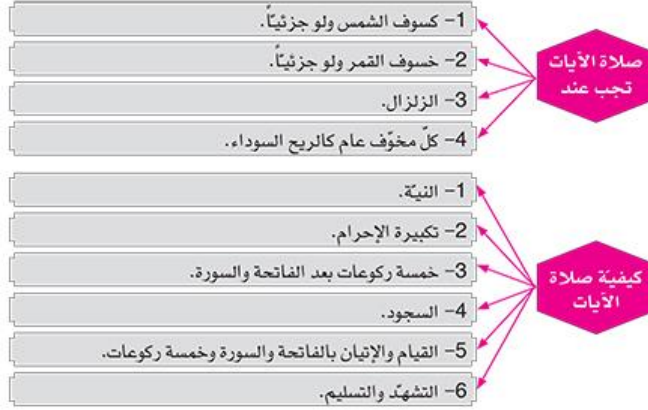 صلاة الآيات
تجب عند
1- كسوف الشمس ولو جزئيّاً.
2- خسوف القمر ولو جزئيّاً.
3- الزلزال.
4- كلّ مخوّف عام كالريح السوداء.
كيفيّة صلاة
الآيات
1- النيّة.
2- تكبيرة الإحرام.
3- خمسة ركوعات بعد الفاتحة والسورة.
4- السجود.
5- القيام والإتيان بالفاتحة والسورة وخمسة ركوعات.
6- التشهّد والتسليم.